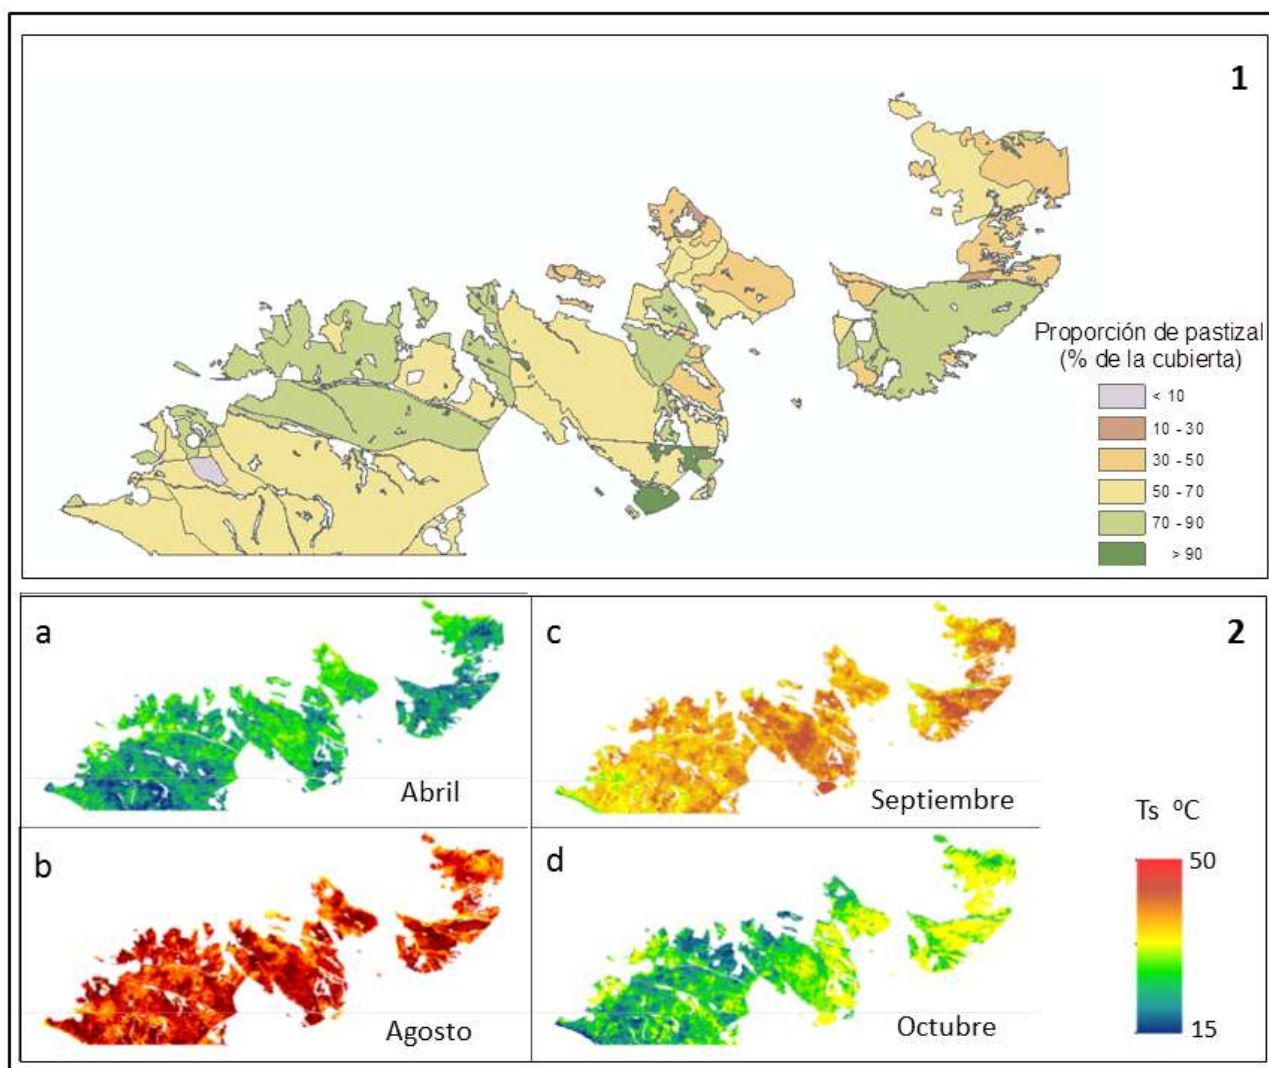 1
Proporción de pastizal
(% de la cubierta)
< 10
10 - 30
30 - 50
50 - 70
70 - 90
> 90
a
Abril
c
Septiembre
2
b
Agosto
d
Octubre
Ts ºC
50
15